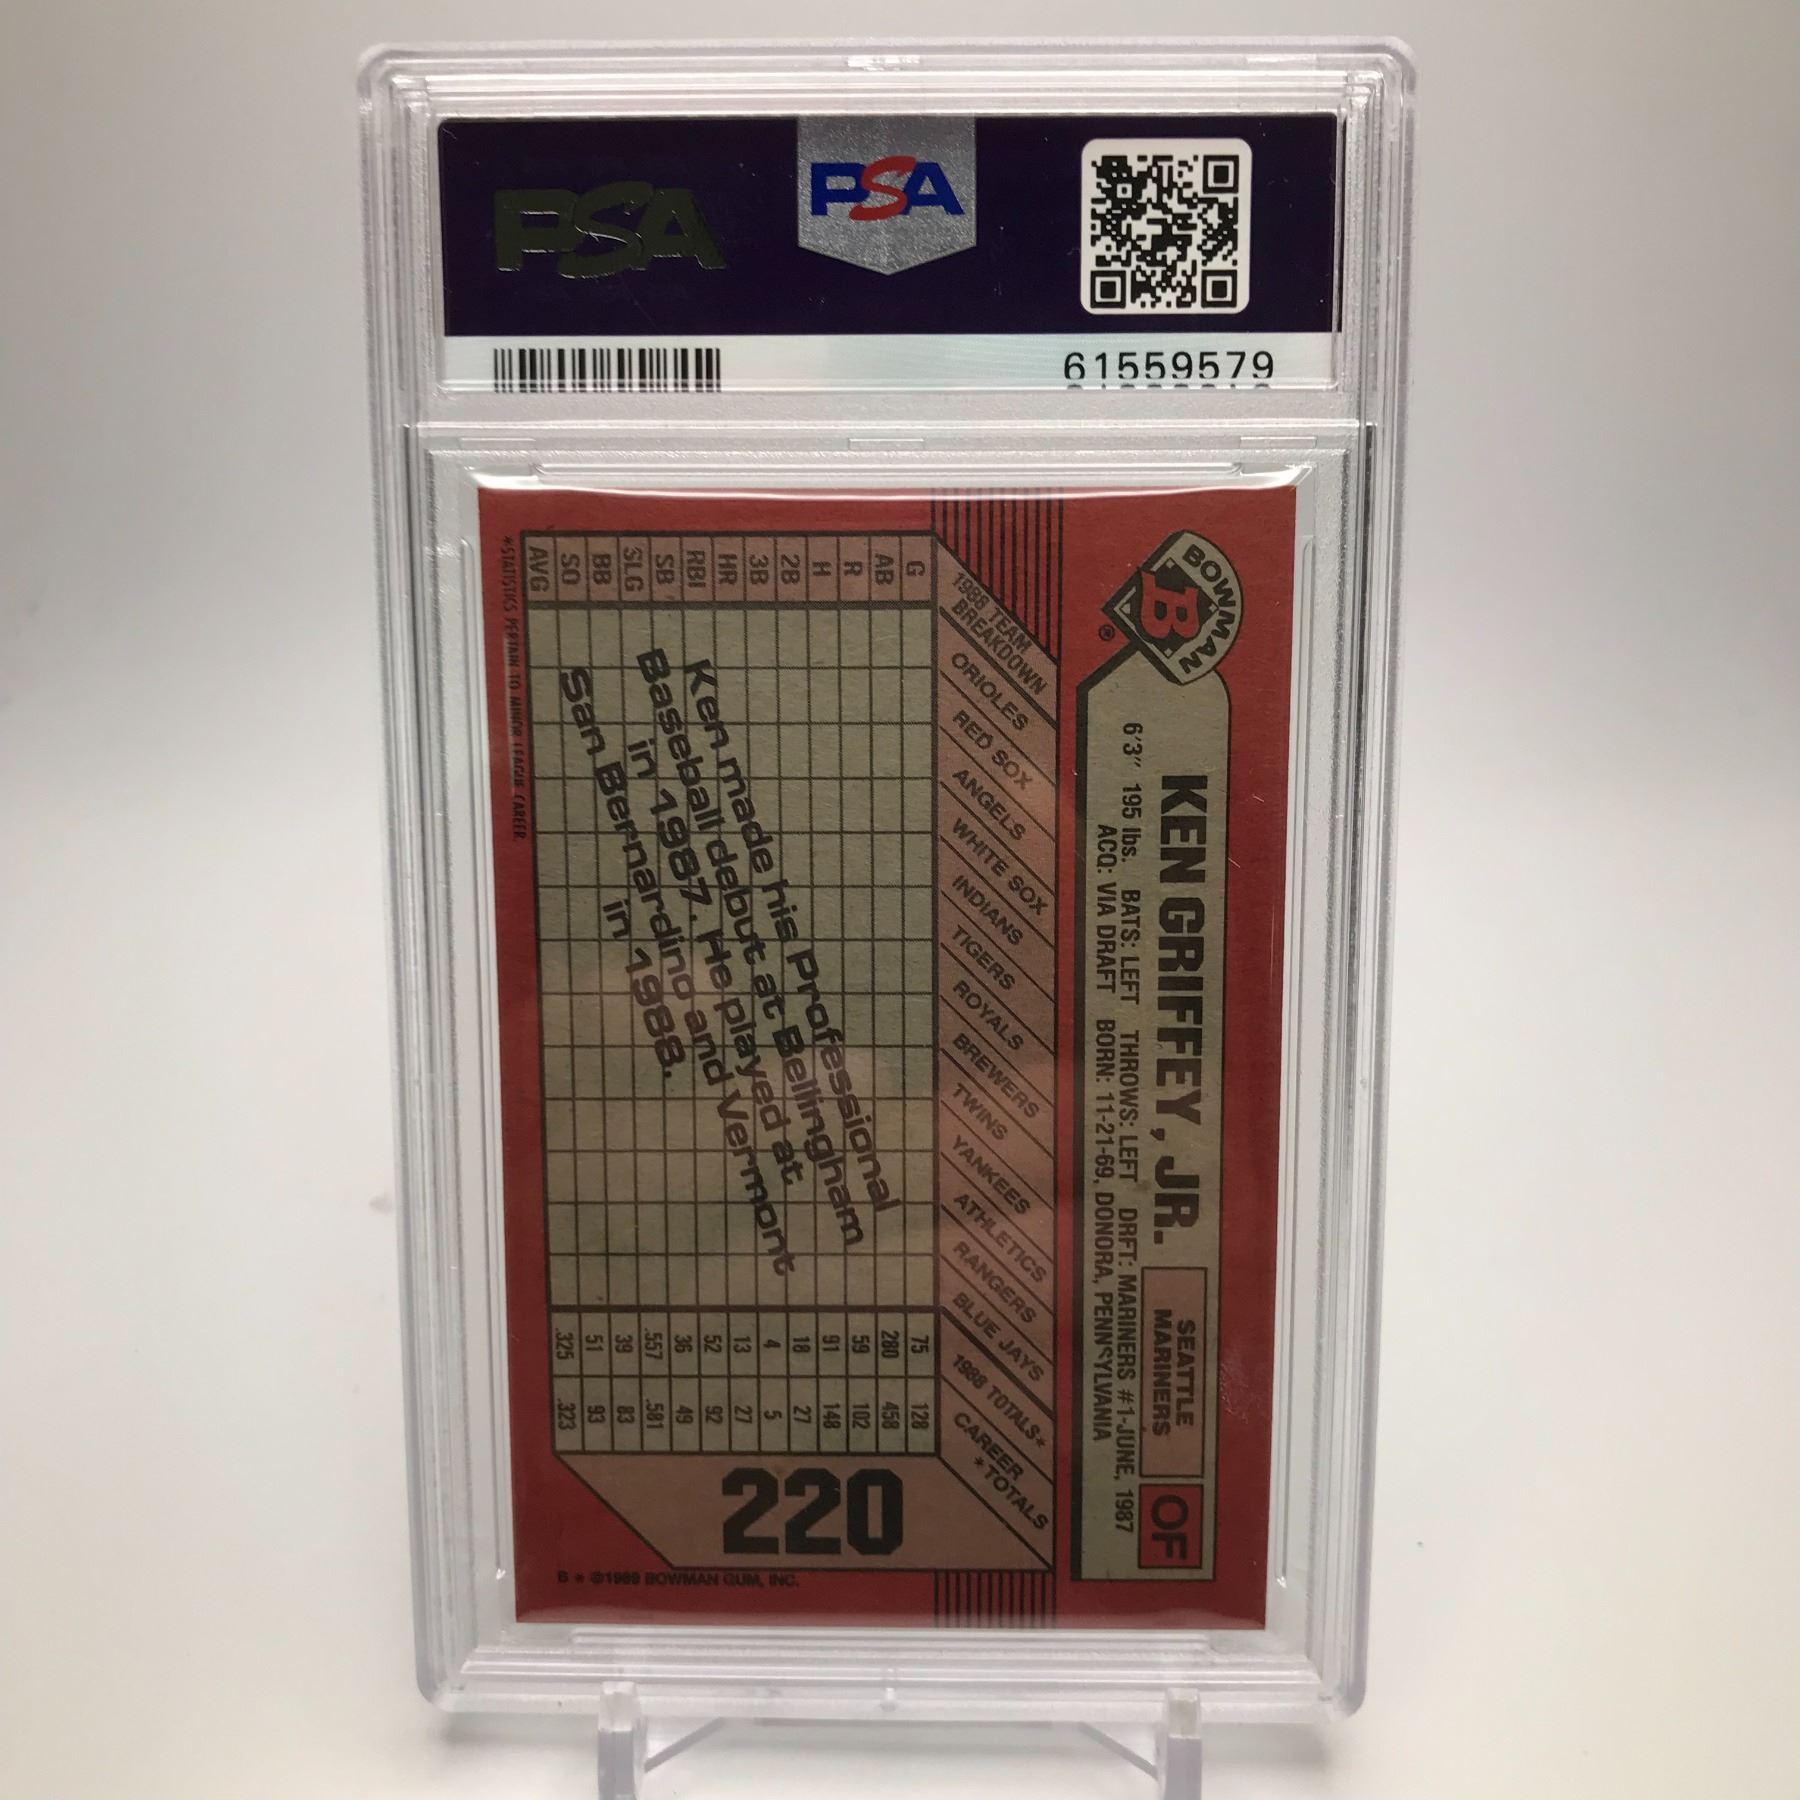 PSA
PSA
61559579
BOWMAN
B
®
KEN GRIFFEY, JR.
SEATTLE
MARINERS
OF
6'3" 195 lbs. BATS: LEFT THROWS: LEFT DRFT: MARINERS #1-JUNE, 1987
ACQ: VIA DRAFT BORN: 11-21-69, DONORA, PENNSYLVANIA
1988 TEAM
BREAKDOWN
ORIOLES
RED SOX
ANGELS
WHITE SOX
INDIANS
TIGERS
ROYALS
BREWERS
TWINS
YANKEES
ATHLETICS
RANGERS
BLUE JAYS
1988 TOTALS*
CAREER
*TOTALS
G 75 128
AB 280 458
R 59 102
H 91 148
2B 18 27
3B 4 5
HR 13 27
RBI 52 92
SB 36 49
SLG .557 .581
BB 39 83
SO 51 93
AVG .325 .323
Ken made his Professional
Baseball debut at Bellingham
in 1987. He played at
San Bernardino and Vermont
in 1988.
220
*STATISTICS PERTAIN TO MINOR LEAGUE CAREER.
B * ©1989 BOWMAN GUM, INC.